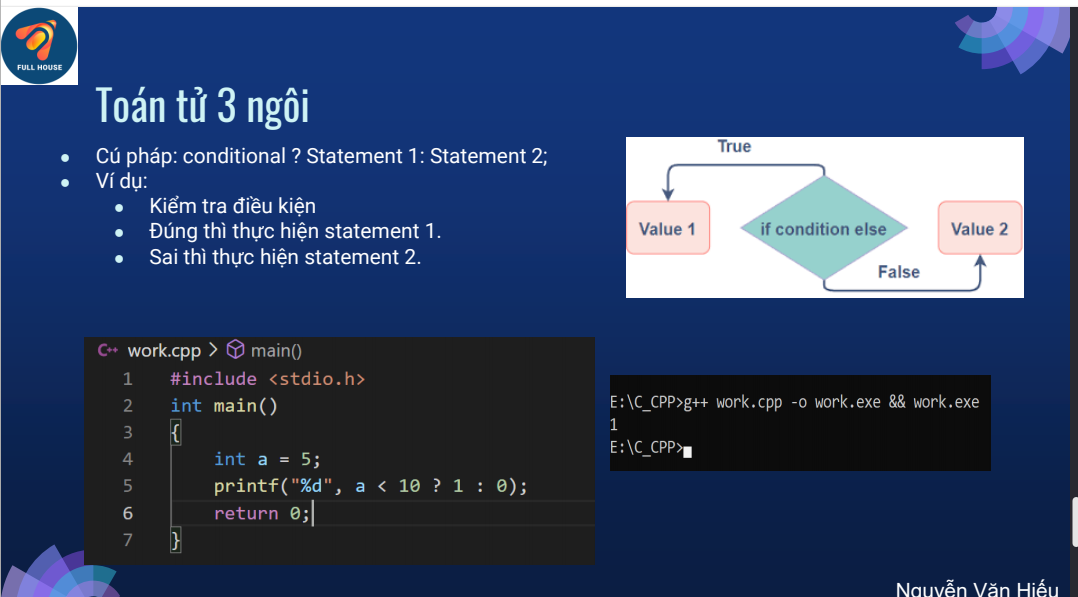 FULL HOUSE
Toán tử 3 ngôi
Cú pháp: conditional ? Statement 1: Statement 2;
Ví dụ:
Kiểm tra điều kiện
Đúng thì thực hiện statement 1.
Sai thì thực hiện statement 2.
True
Value 1
if condition else
Value 2
False
C++ work.cpp > main()
1 #include <stdio.h>
2 int main()
3 {
4 int a = 5;
5 printf("%d", a < 10 ? 1 : 0);
6 return 0;
7 }
E:\C_CPP>g++ work.cpp -o work.exe && work.exe
1
E:\C_CPP>
Nguyễn Văn Hiếu